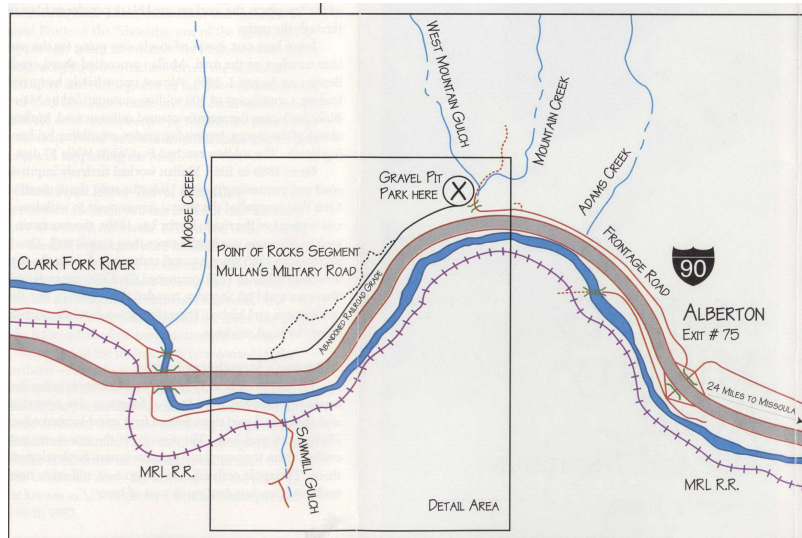 West Mountain Gulch
Mountain Creek
Moose Creek
Adams Creek
Gravel Pit
Park Here
X
Point of Rocks Segment
Mullan's Military Road
Clark Fork River
Abandoned Railroad Grade
Frontage Road
90
Alberton
Exit # 75
24 Miles to Missoula
Sawmill Gulch
MRL R.R.
MRL R.R.
Detail Area